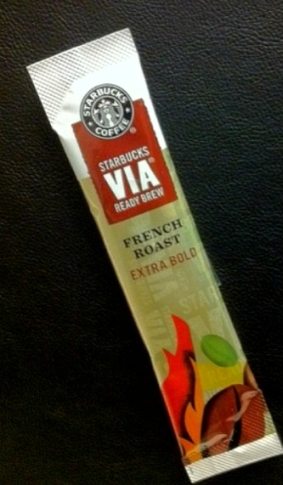 STARBUCKS
COFFEE
®
STARBUCKS
VIA®
READY BREW
FRENCH
ROAST
EXTRA BOLD